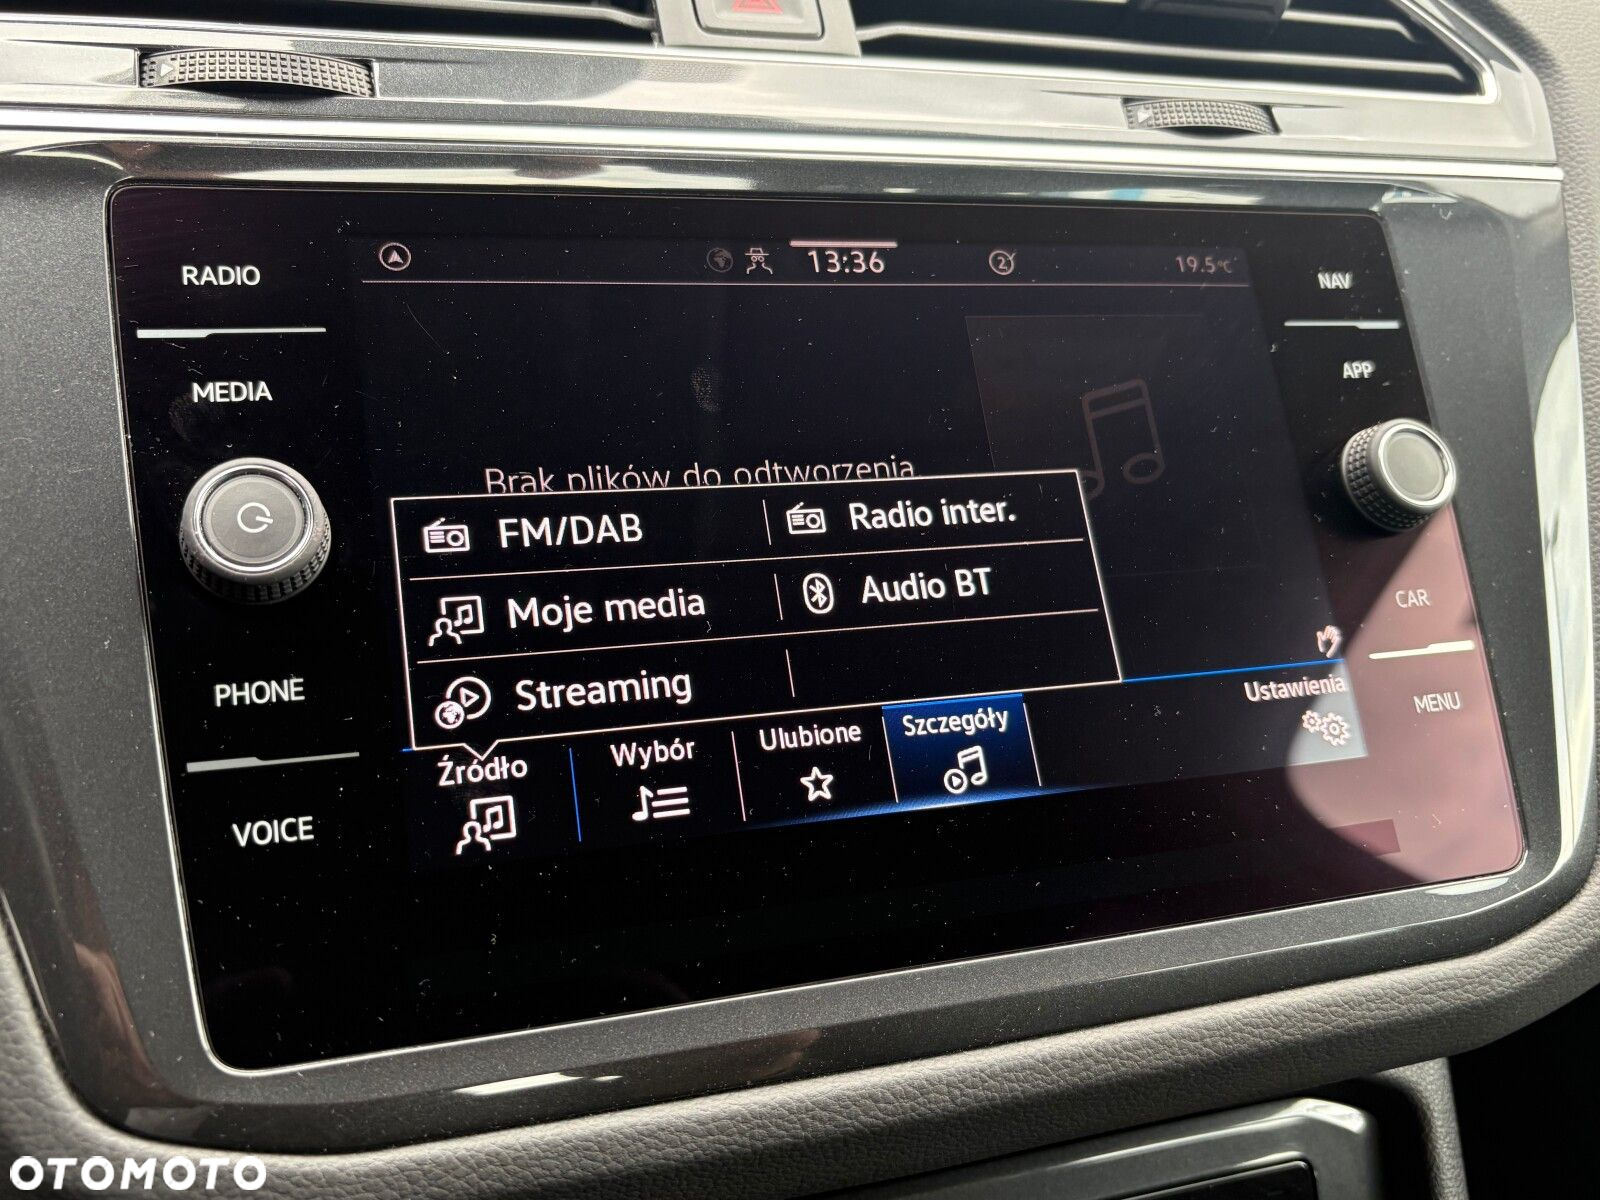 RADIO
MEDIA
PHONE
VOICE
13:36
2
19.5°C
Brak plików do odtworzenia
FM/DAB
Radio inter.
Moje media
Audio BT
Streaming
Źródło
Wybór
Ulubione
Szczegóły
Ustawienia
NAV
APP
CAR
MENU
OTOMOTO